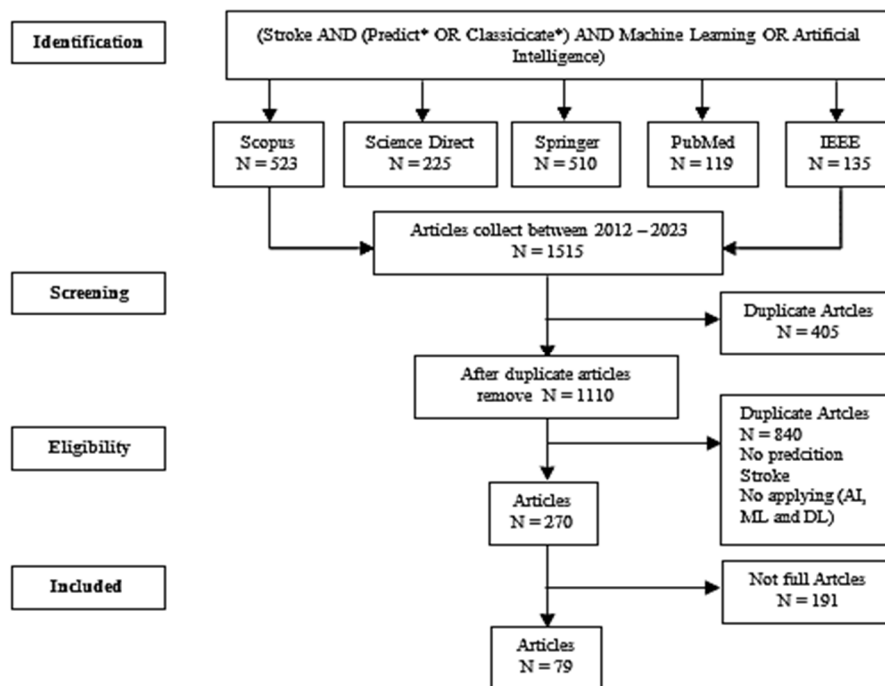 Identification
(Stroke AND (Predict* OR Classicicate*) AND Machine Learning OR Artificial
Intelligence)
Scopus
N = 523
Science Direct
N = 225
Springer
N = 510
PubMed
N = 119
IEEE
N = 135
Articles collect between 2012 – 2023
N = 1515
Screening
Duplicate Artcles
N = 405
After duplicate articles
remove N = 1110
Eligibility
Duplicate Artcles
N = 840
No predcition
Stroke
No applying (AI,
ML and DL)
Articles
N = 270
Included
Not full Artcles
N = 191
Articles
N = 79